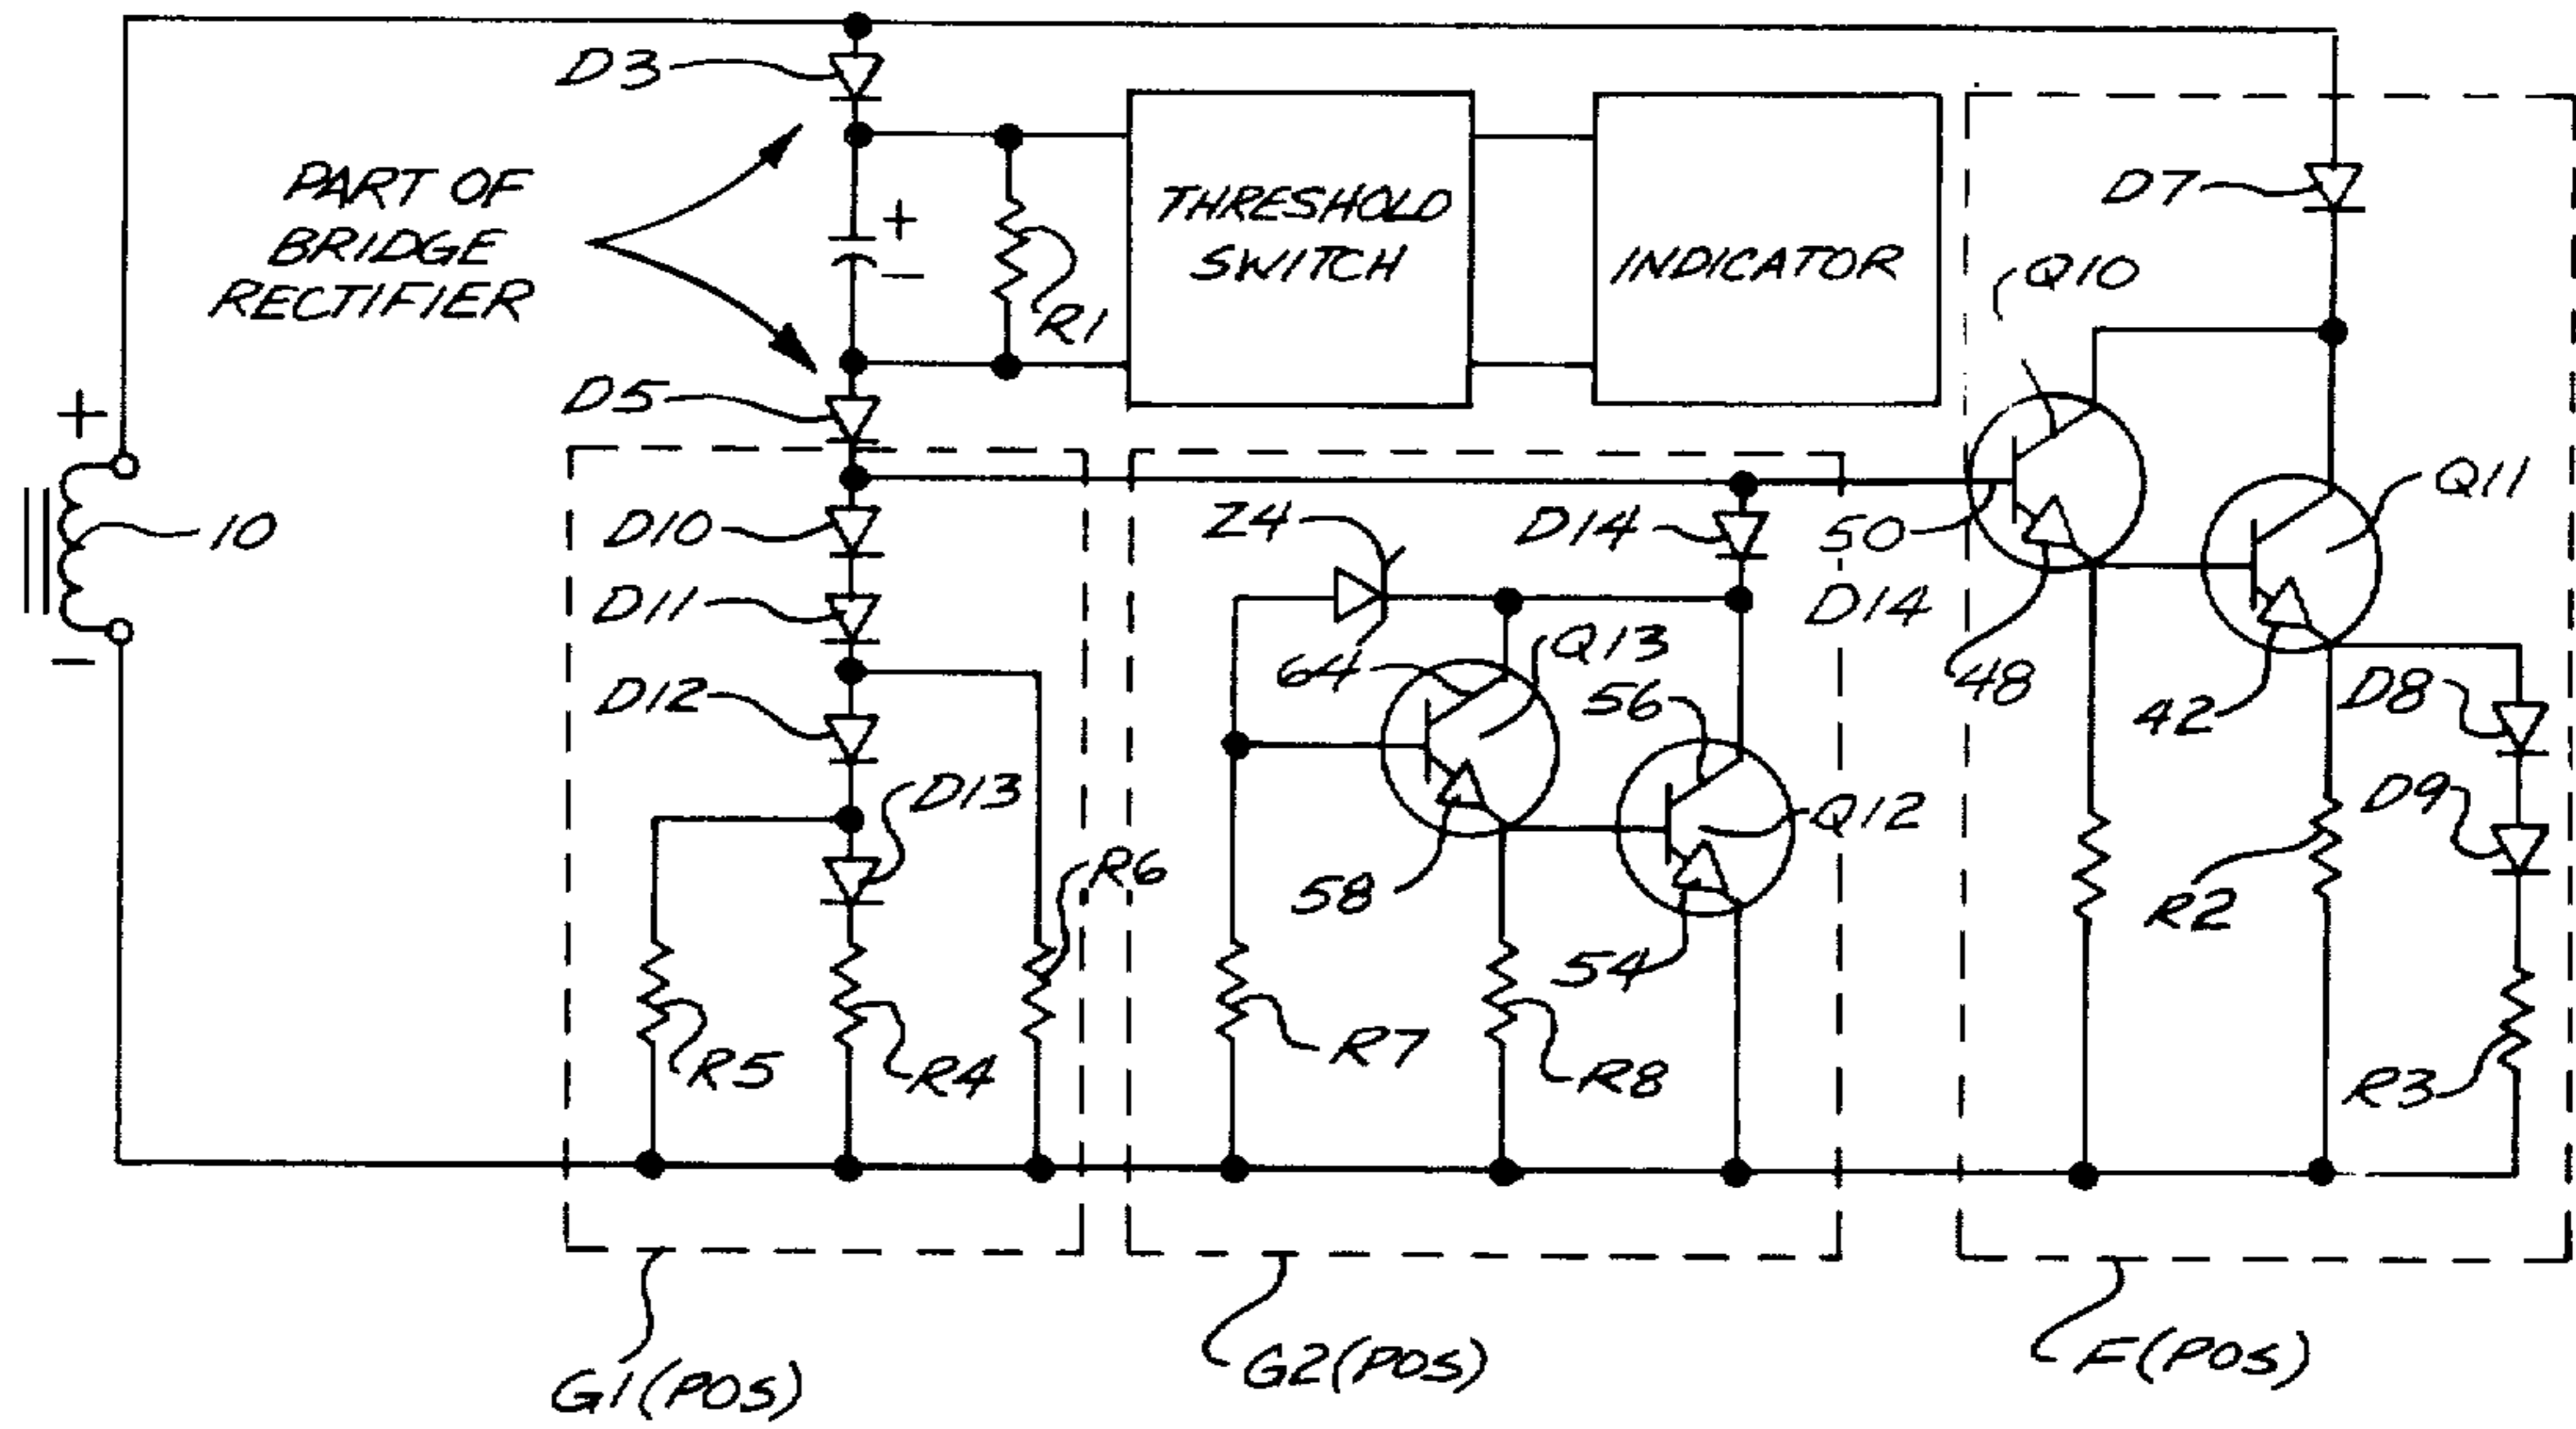 D3
PART OF
BRIDGE
RECTIFIER
+
−
R1
THRESHOLD
SWITCH
INDICATOR
D7
Q10
D5
+
10
−
D10
D11
D12
D13
R6
R5
R4
Z4
D14
D14
64
Q13
56
Q12
58
54
R7
R8
50
48
Q11
42
D8
D9
R2
R3
G1(POS)
G2(POS)
F(POS)